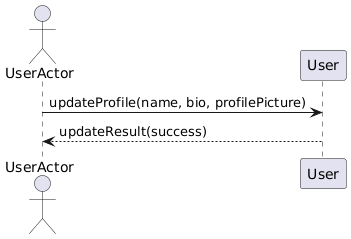 UserActor
User
updateProfile(name, bio, profilePicture)
updateResult(success)
UserActor
User